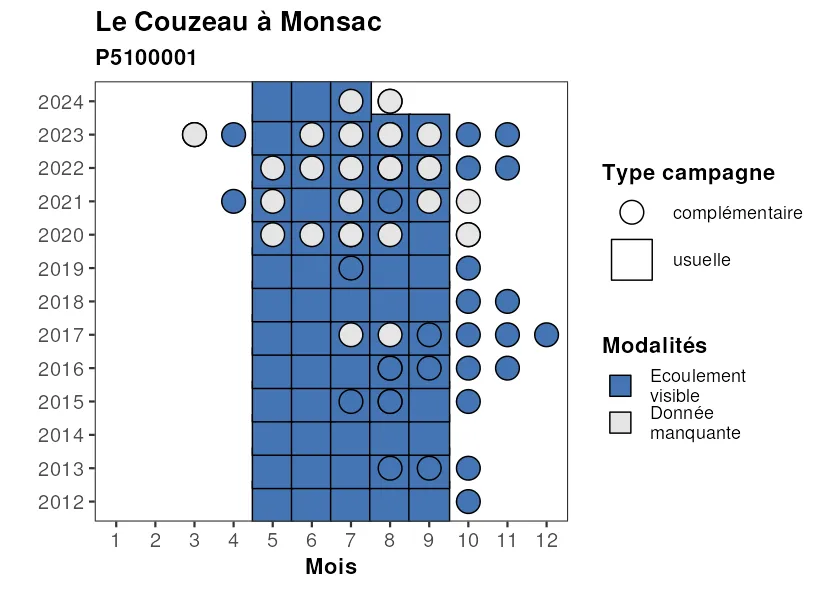 Le Couzeau à Monsac
P5100001
2024
2023
2022
2021
2020
2019
2018
2017
2016
2015
2014
2013
2012
1 2 3 4 5 6 7 8 9 10 11 12
Mois
Type campagne
complémentaire
usuelle
Modalités
Ecoulement
visible
Donnée
manquante